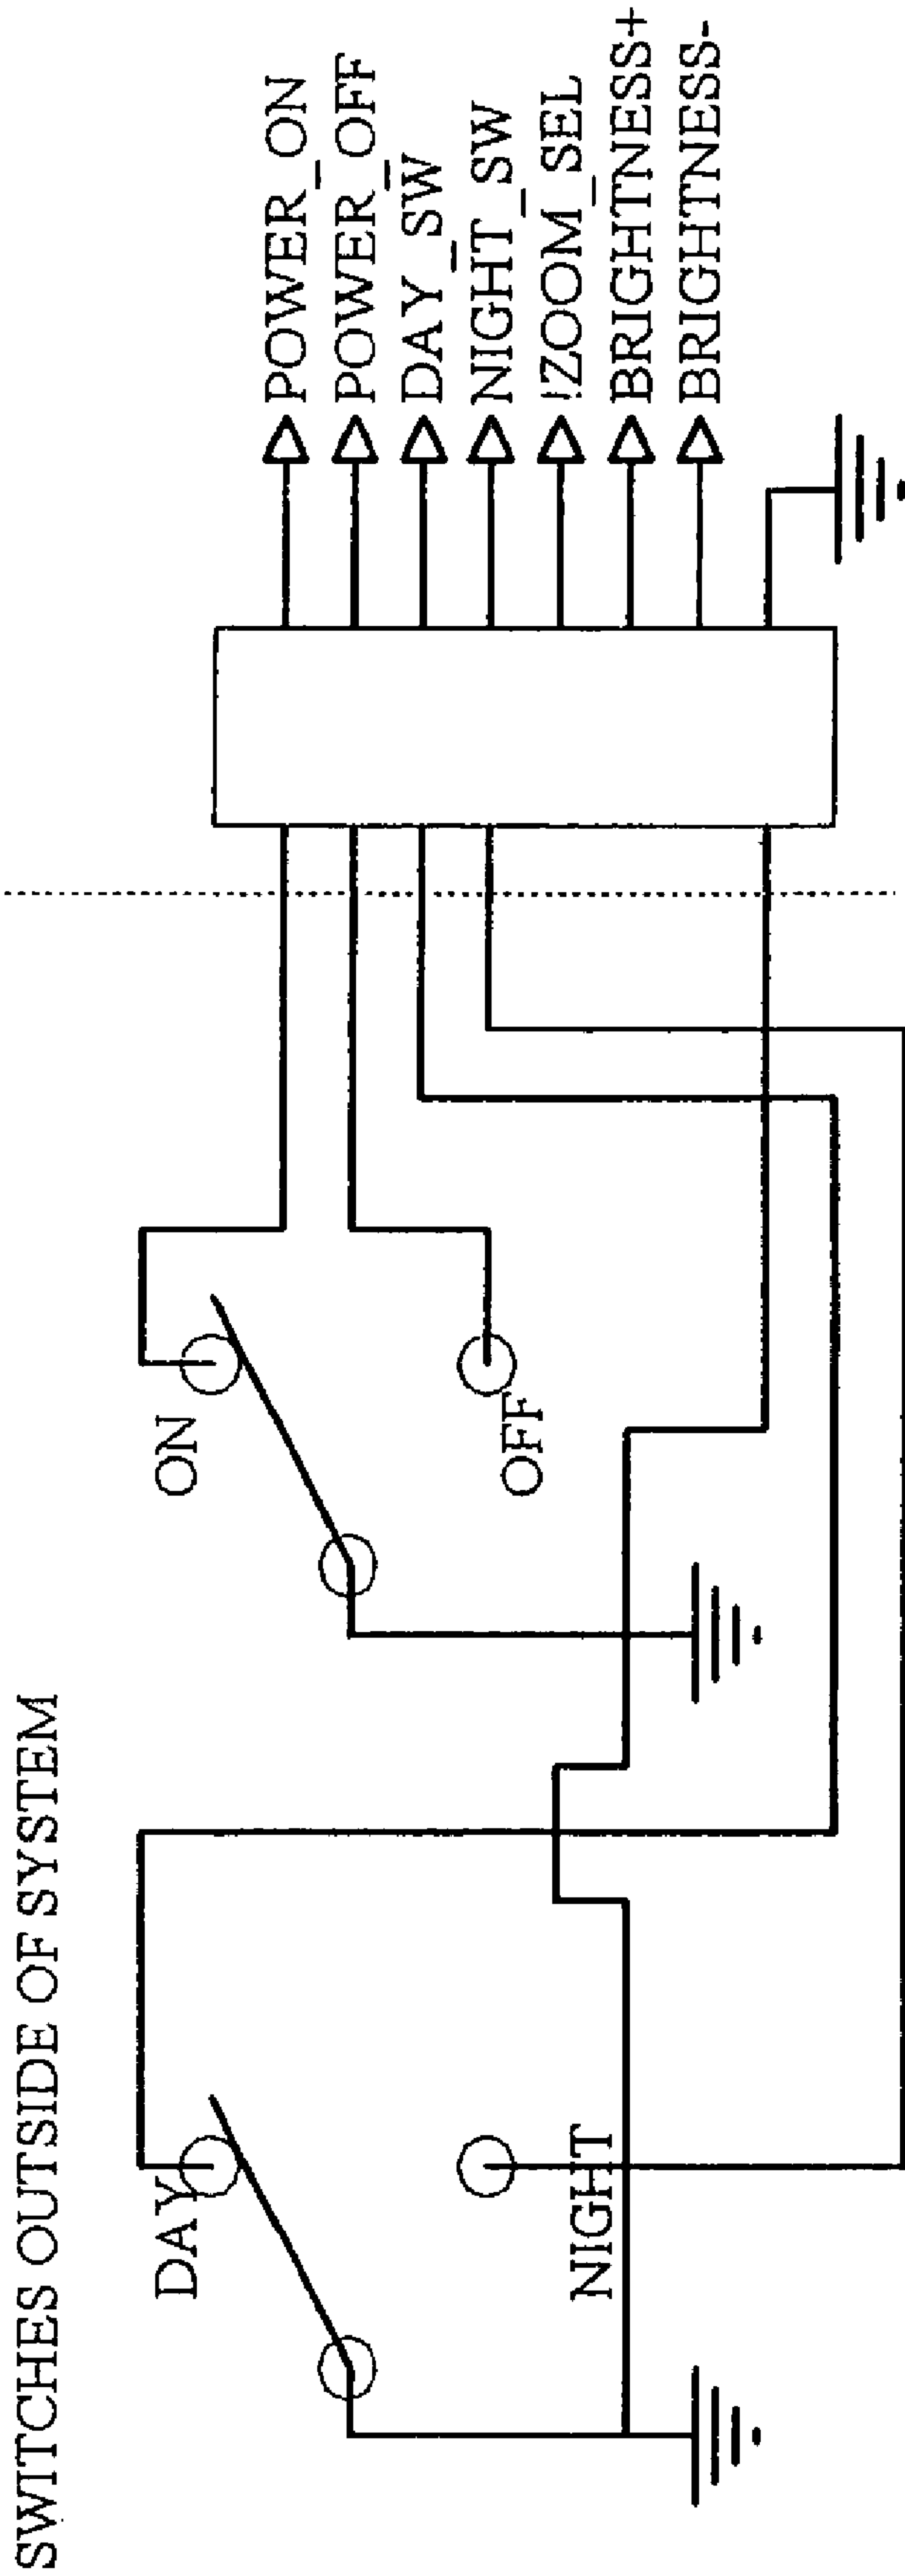 SWITCHES OUTSIDE OF SYSTEM
DAY
NIGHT
ON
OFF
POWER_ON
POWER_OFF
DAY_SW
NIGHT_SW
!ZOOM_SEL
BRIGHTNESS+
BRIGHTNESS-